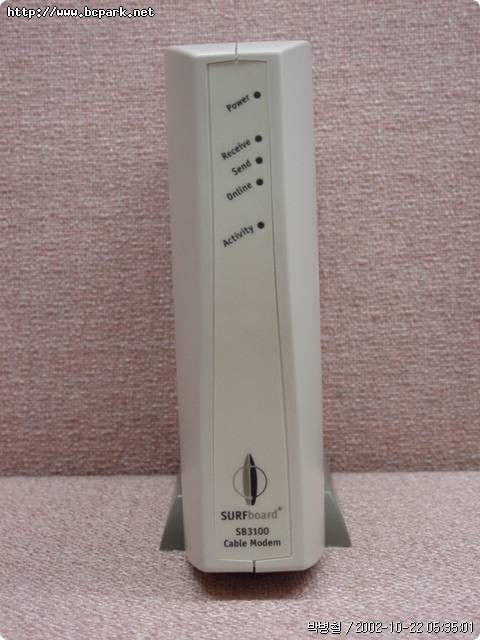 http://www.bcpark.net
Power
Receive
Send
Online
Activity
SURFboard®
SB3100
Cable Modem
박병철 / 2002-10-22 05:35:01